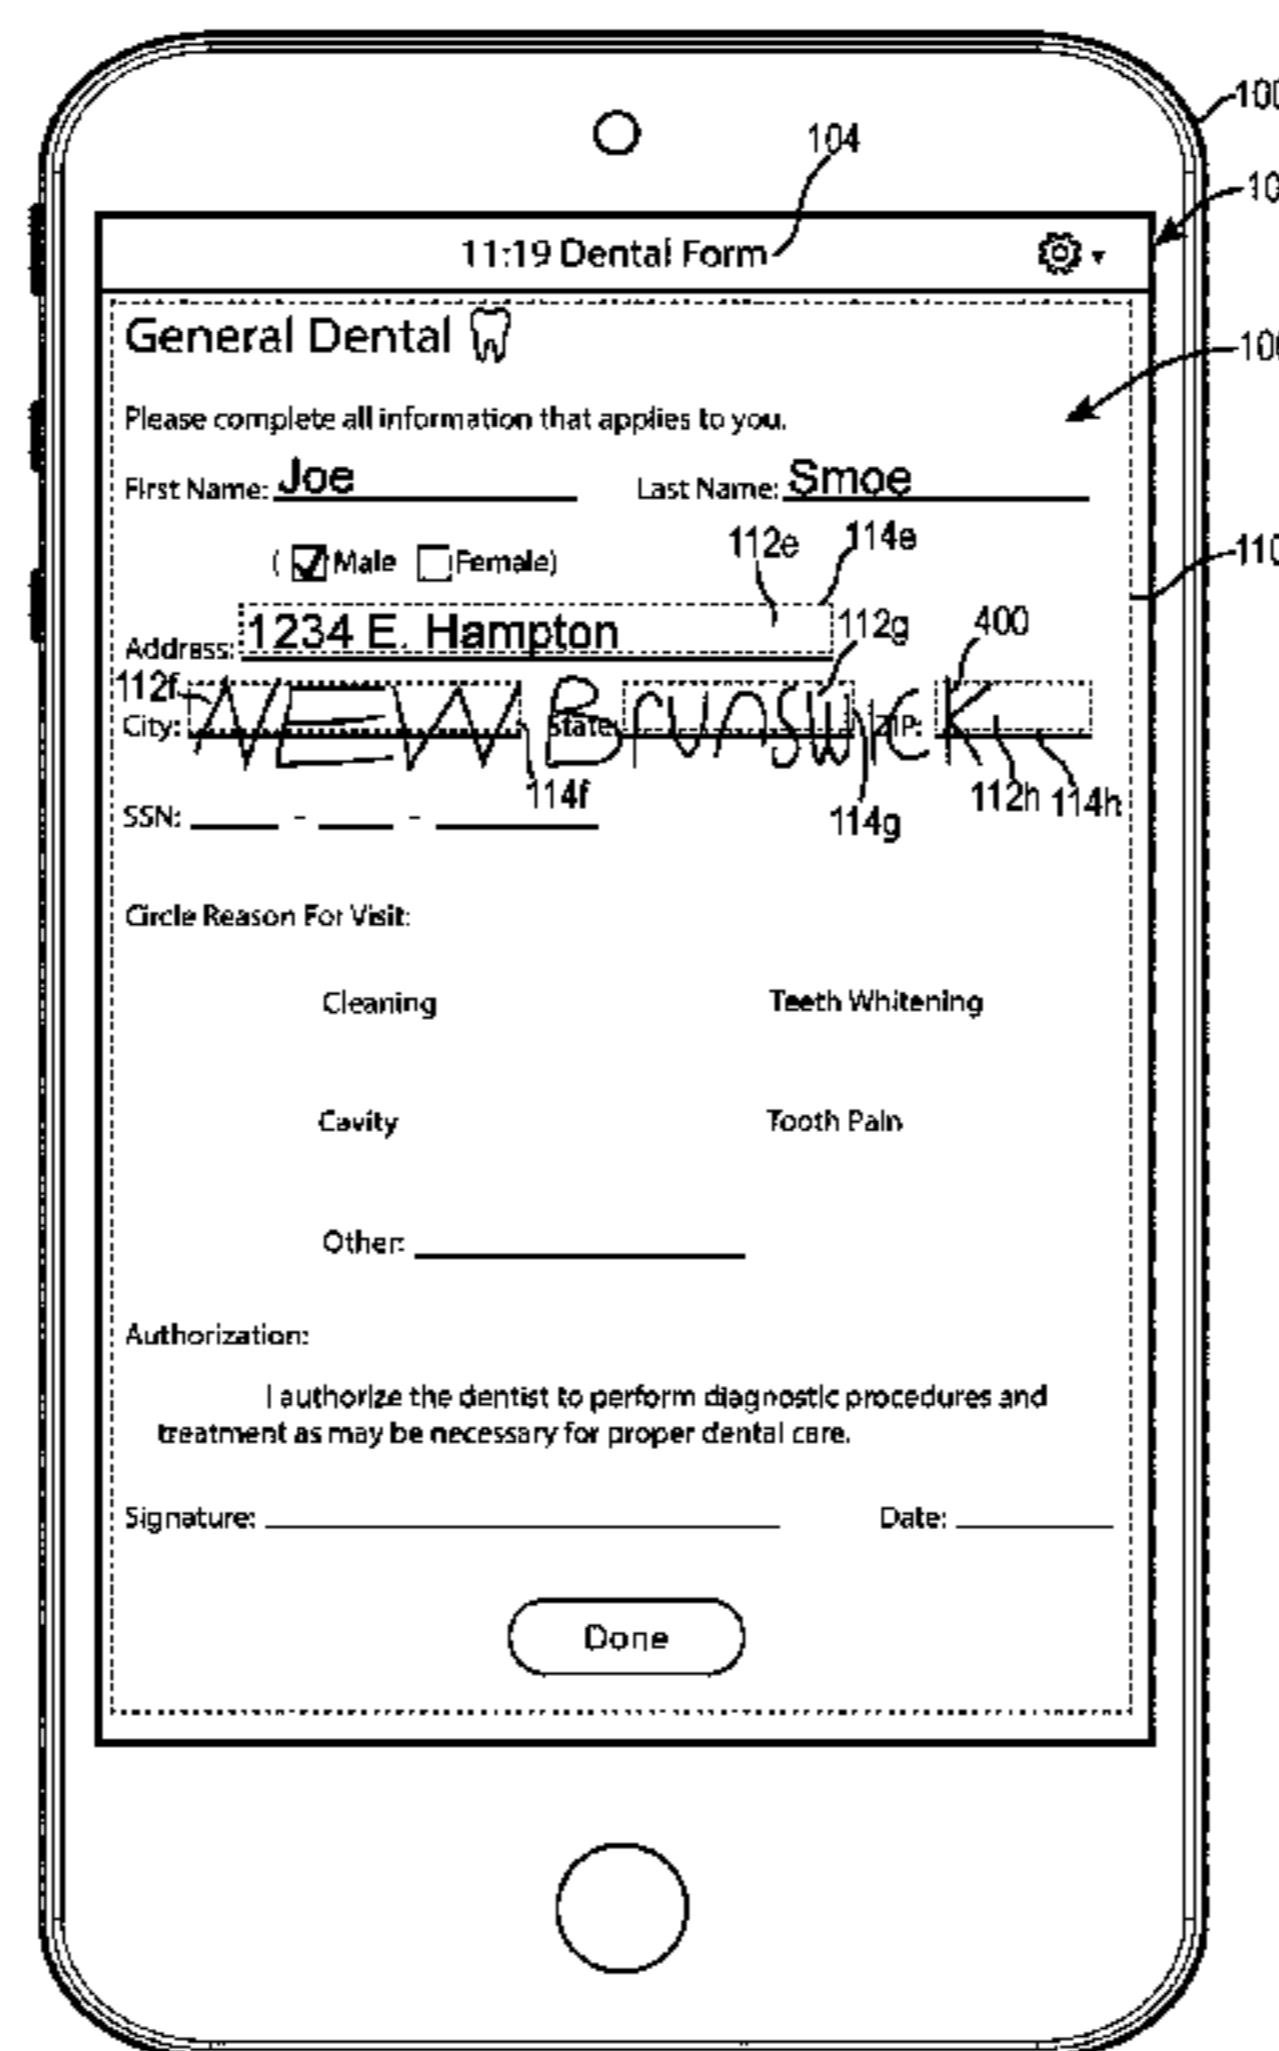 100
104
10
11:19 Dental Form
General Dental
100
Please complete all information that applies to you.
First Name: Joe Last Name: Smoe
112e 114e
( Male Female)
110
Address: 1234 E. Hampton
112g 400
112f
City: NEW BrunswicK State: ZIP:
114f 114g 112h 114h
SSN: - -
Circle Reason For Visit:
Cleaning Teeth Whitening
Cavity Tooth Pain
Other:
Authorization:
I authorize the dentist to perform diagnostic procedures and
treatment as may be necessary for proper dental care.
Signature: Date:
Done